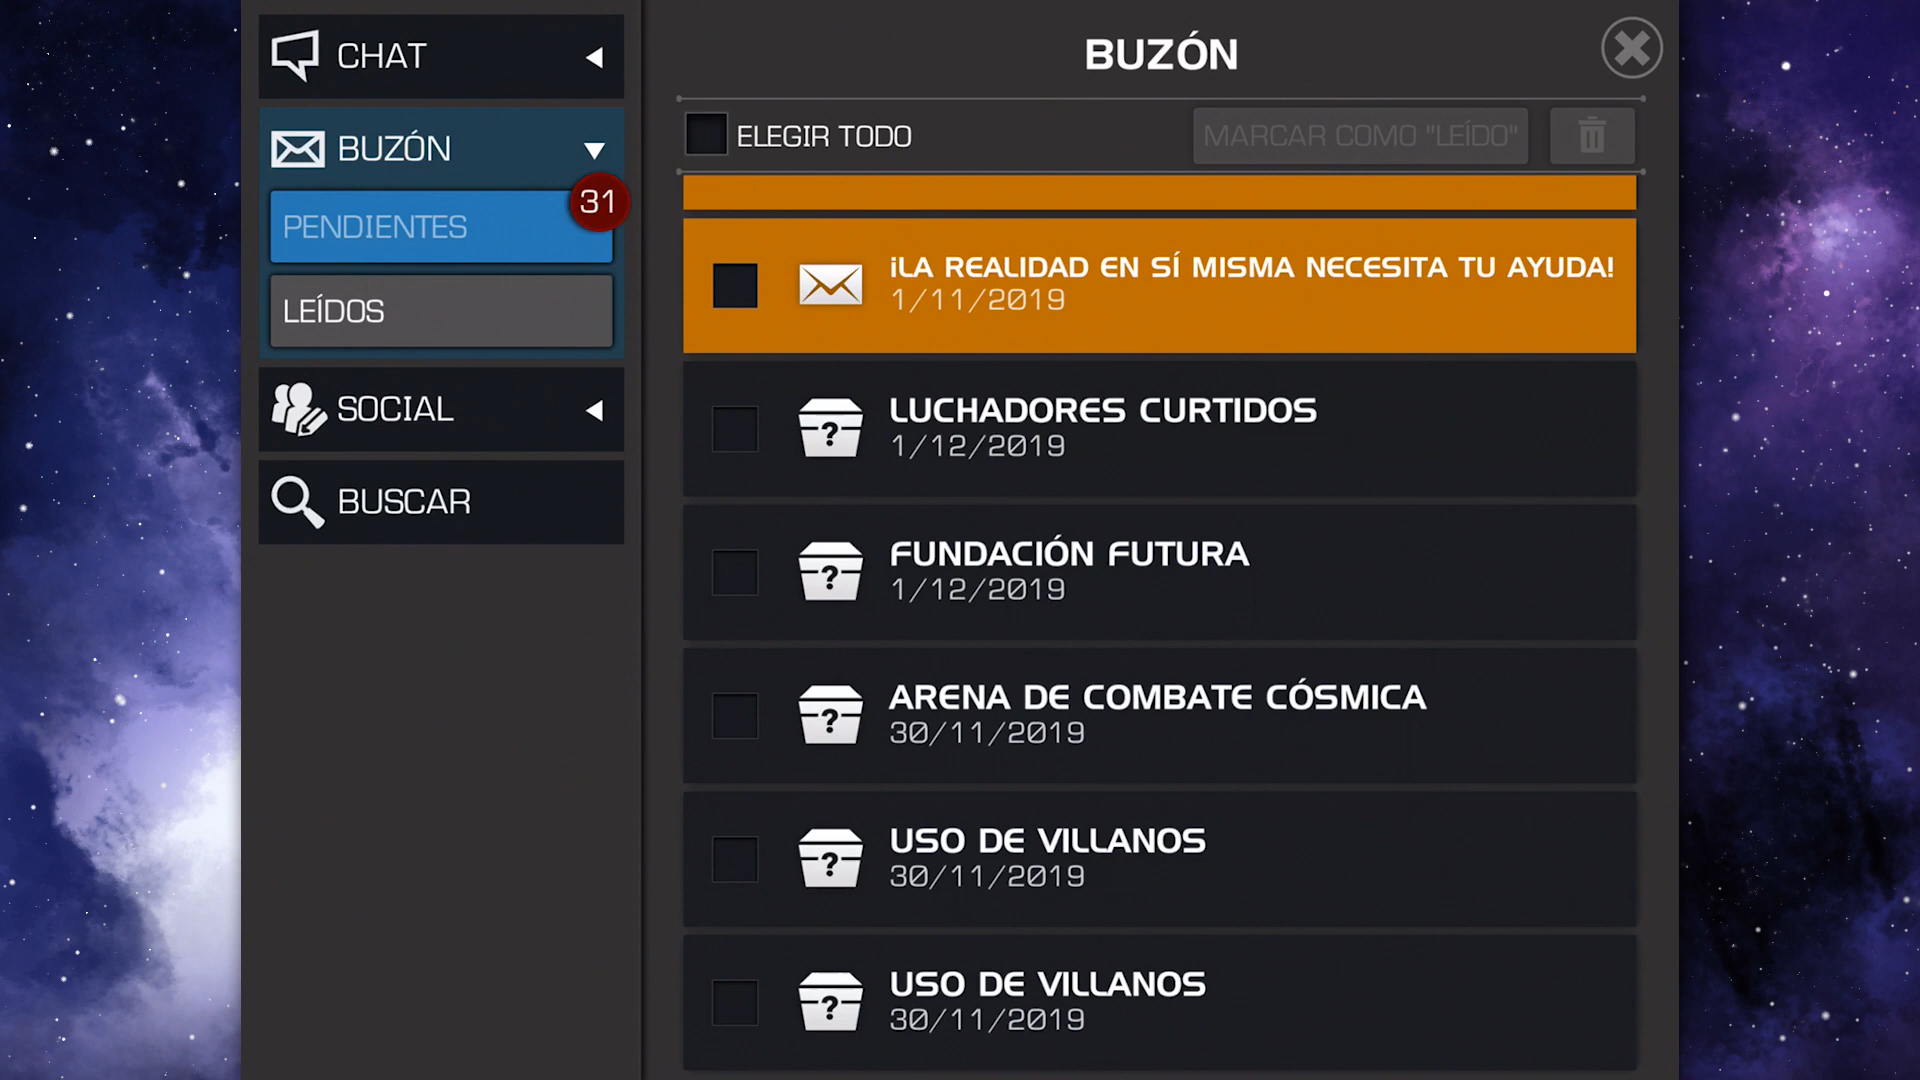 CHAT
BUZÓN
PENDIENTES
31
LEÍDOS
SOCIAL
BUSCAR
BUZÓN
ELEGIR TODO
MARCAR COMO "LEÍDO"
¡LA REALIDAD EN SÍ MISMA NECESITA TU AYUDA!
1/11/2019
LUCHADORES CURTIDOS
1/12/2019
FUNDACIÓN FUTURA
1/12/2019
ARENA DE COMBATE CÓSMICA
30/11/2019
USO DE VILLANOS
30/11/2019
USO DE VILLANOS
30/11/2019